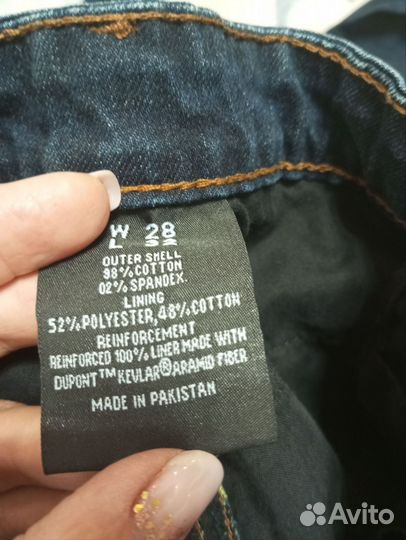 W 28
L 32
OUTER SHELL
98%COTTON
02% SPANDEX.
LINING
52%POLYESTER,48%COTTON
REINFORCEMENT
REINFORCED 100% LINER MADE WITH
DUPONT™ KEVLAR® ARAMID FIBER
MADE IN PAKISTAN
Avito